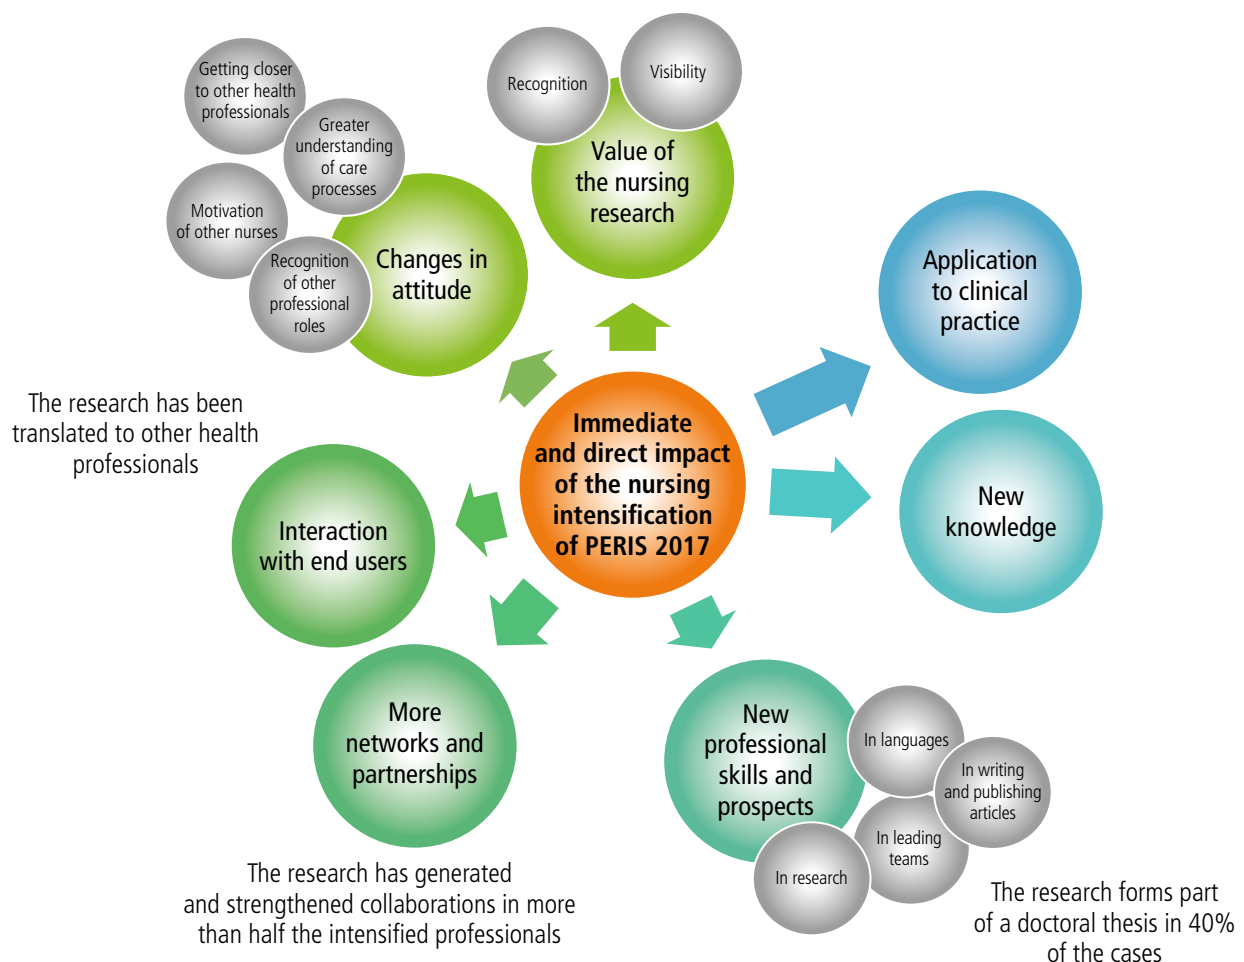 Getting closer
to other health
professionals
Greater
understanding
of care
processes
Motivation
of other nurses
Recognition
of other
professional
roles
Changes in
attitude
Recognition
Visibility
Value of
the nursing
research
Application
to clinical
practice
New
knowledge
Immediate
and direct impact
of the nursing
intensification
of PERIS 2017
The research has been
translated to other health
professionals
Interaction
with end users
More
networks and
partnerships
The research has generated
and strengthened collaborations in more
than half the intensified professionals
New
professional
skills and
prospects
In languages
In writing
and publishing
articles
In leading
teams
In research
The research forms part
of a doctoral thesis in 40%
of the cases